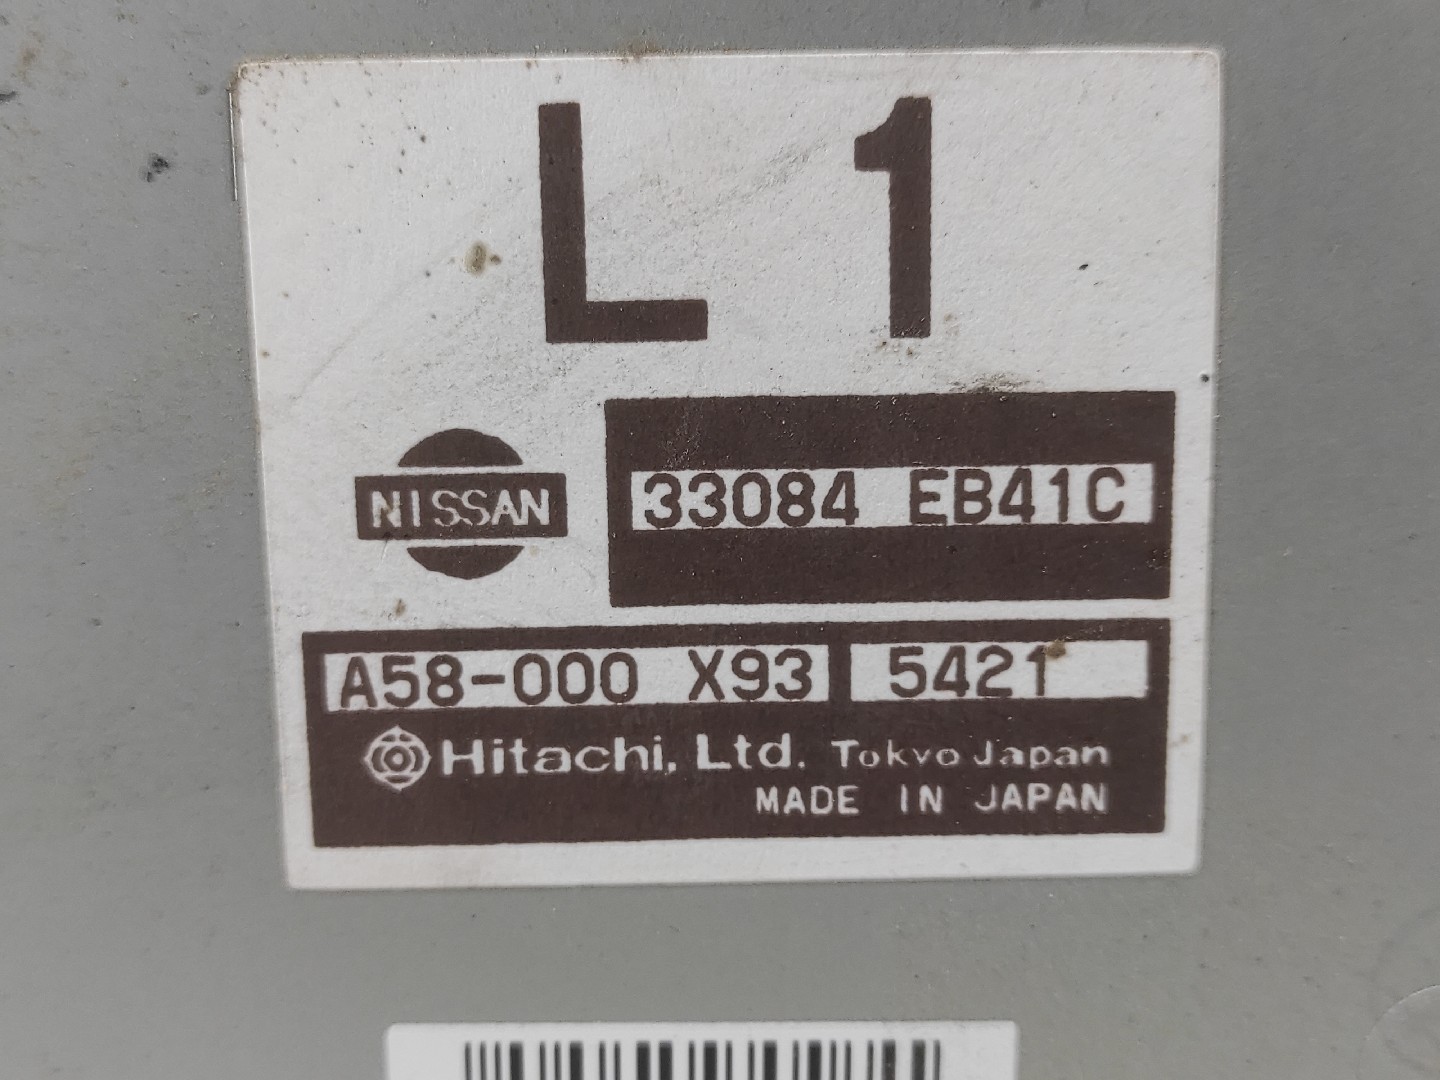 L 1
NISSAN
33084 EB41C
A58-000 X93 5421
Hitachi, Ltd. Tokyo Japan
MADE IN JAPAN